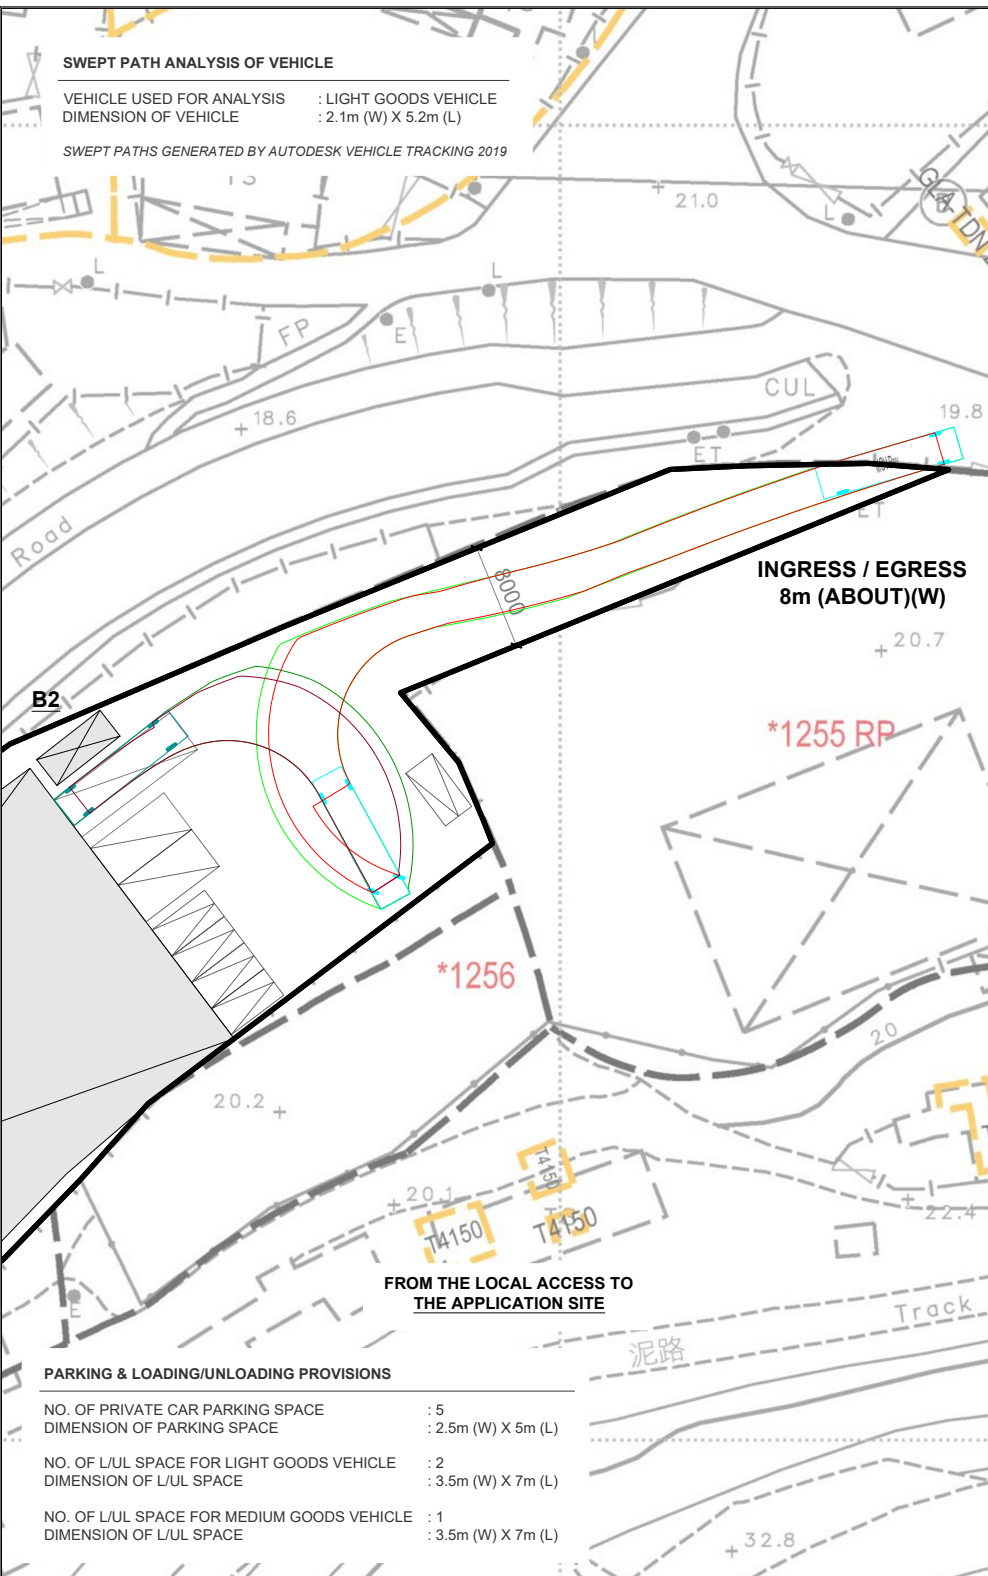 SWEPT PATH ANALYSIS OF VEHICLE
VEHICLE USED FOR ANALYSIS : LIGHT GOODS VEHICLE
DIMENSION OF VEHICLE : 2.1m (W) X 5.2m (L)
SWEPT PATHS GENERATED BY AUTODESK VEHICLE TRACKING 2019
L
TS
21.0
L
L
L
FP
E
CUL
18.6
19.8
ET
Road
ET
8000
INGRESS / EGRESS
8m (ABOUT)(W)
20.7
B2
*1255 RP
*1256
20
20.2
T4150
20.1
T4150
T4150
22.4
FROM THE LOCAL ACCESS TO
THE APPLICATION SITE
E
Track
泥路
PARKING & LOADING/UNLOADING PROVISIONS
NO. OF PRIVATE CAR PARKING SPACE : 5
DIMENSION OF PARKING SPACE : 2.5m (W) X 5m (L)
NO. OF L/UL SPACE FOR LIGHT GOODS VEHICLE : 2
DIMENSION OF L/UL SPACE : 3.5m (W) X 7m (L)
NO. OF L/UL SPACE FOR MEDIUM GOODS VEHICLE : 1
DIMENSION OF L/UL SPACE : 3.5m (W) X 7m (L)
32.8